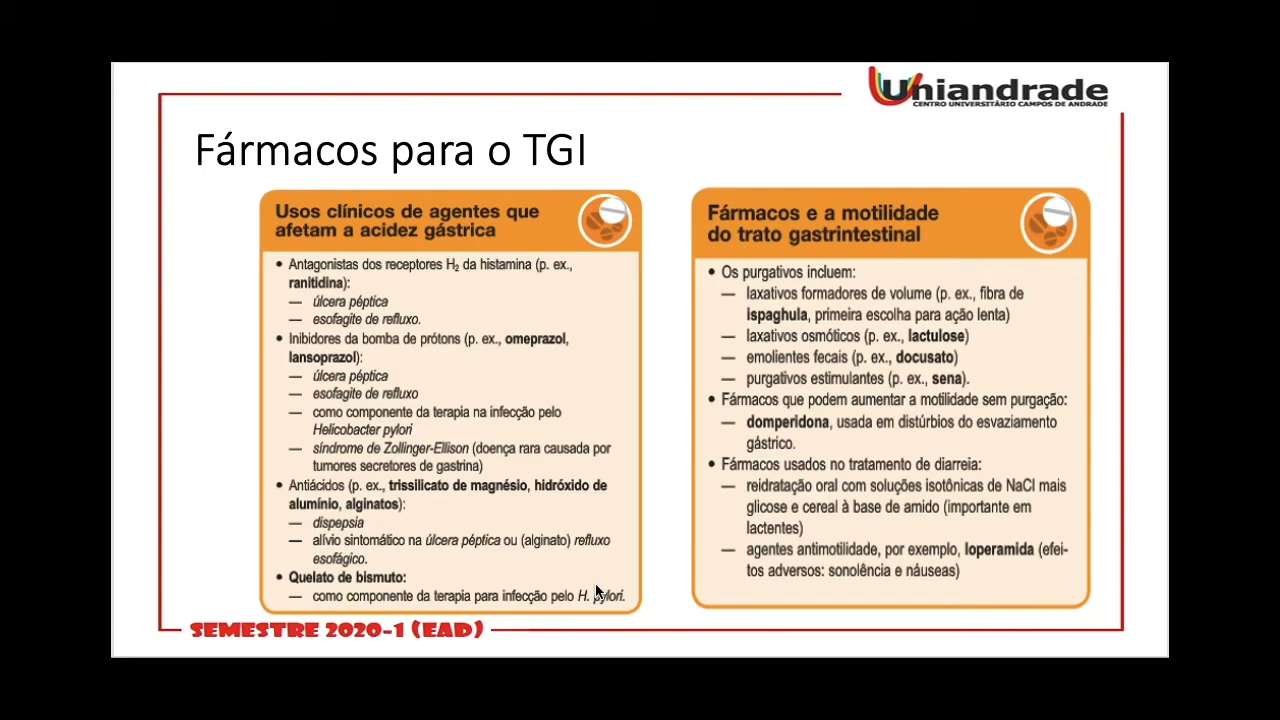 Uniandrade
CENTRO UNIVERSITÁRIO CAMPOS DE ANDRADE
Fármacos para o TGI
Usos clínicos de agentes que
afetam a acidez gástrica
• Antagonistas dos receptores H₂ da histamina (p. ex.,
ranitidina):
— úlcera péptica
— esofagite de refluxo.
• Inibidores da bomba de prótons (p. ex., omeprazol,
lansoprazol):
— úlcera péptica
— esofagite de refluxo
— como componente da terapia na infecção pelo
Helicobacter pylori
— síndrome de Zollinger-Ellison (doença rara causada por
tumores secretores de gastrina)
• Antiácidos (p. ex., trissilicato de magnésio, hidróxido de
alumínio, alginatos):
— dispepsia
— alívio sintomático na úlcera péptica ou (alginato) refluxo
esofágico.
• Quelato de bismuto:
— como componente da terapia para infecção pelo H. pylori.
Fármacos e a motilidade
do trato gastrintestinal
• Os purgativos incluem:
— laxativos formadores de volume (p. ex., fibra de
ispaghula, primeira escolha para ação lenta)
— laxativos osmóticos (p. ex., lactulose)
— emolientes fecais (p. ex., docusato)
— purgativos estimulantes (p. ex., sena).
• Fármacos que podem aumentar a motilidade sem purgação:
— domperidona, usada em distúrbios do esvaziamento
gástrico.
• Fármacos usados no tratamento de diarreia:
— reidratação oral com soluções isotônicas de NaCl mais
glicose e cereal à base de amido (importante em
lactentes)
— agentes antimotilidade, por exemplo, loperamida (efei-
tos adversos: sonolência e náuseas)
SEMESTRE 2020-1 (EAD)